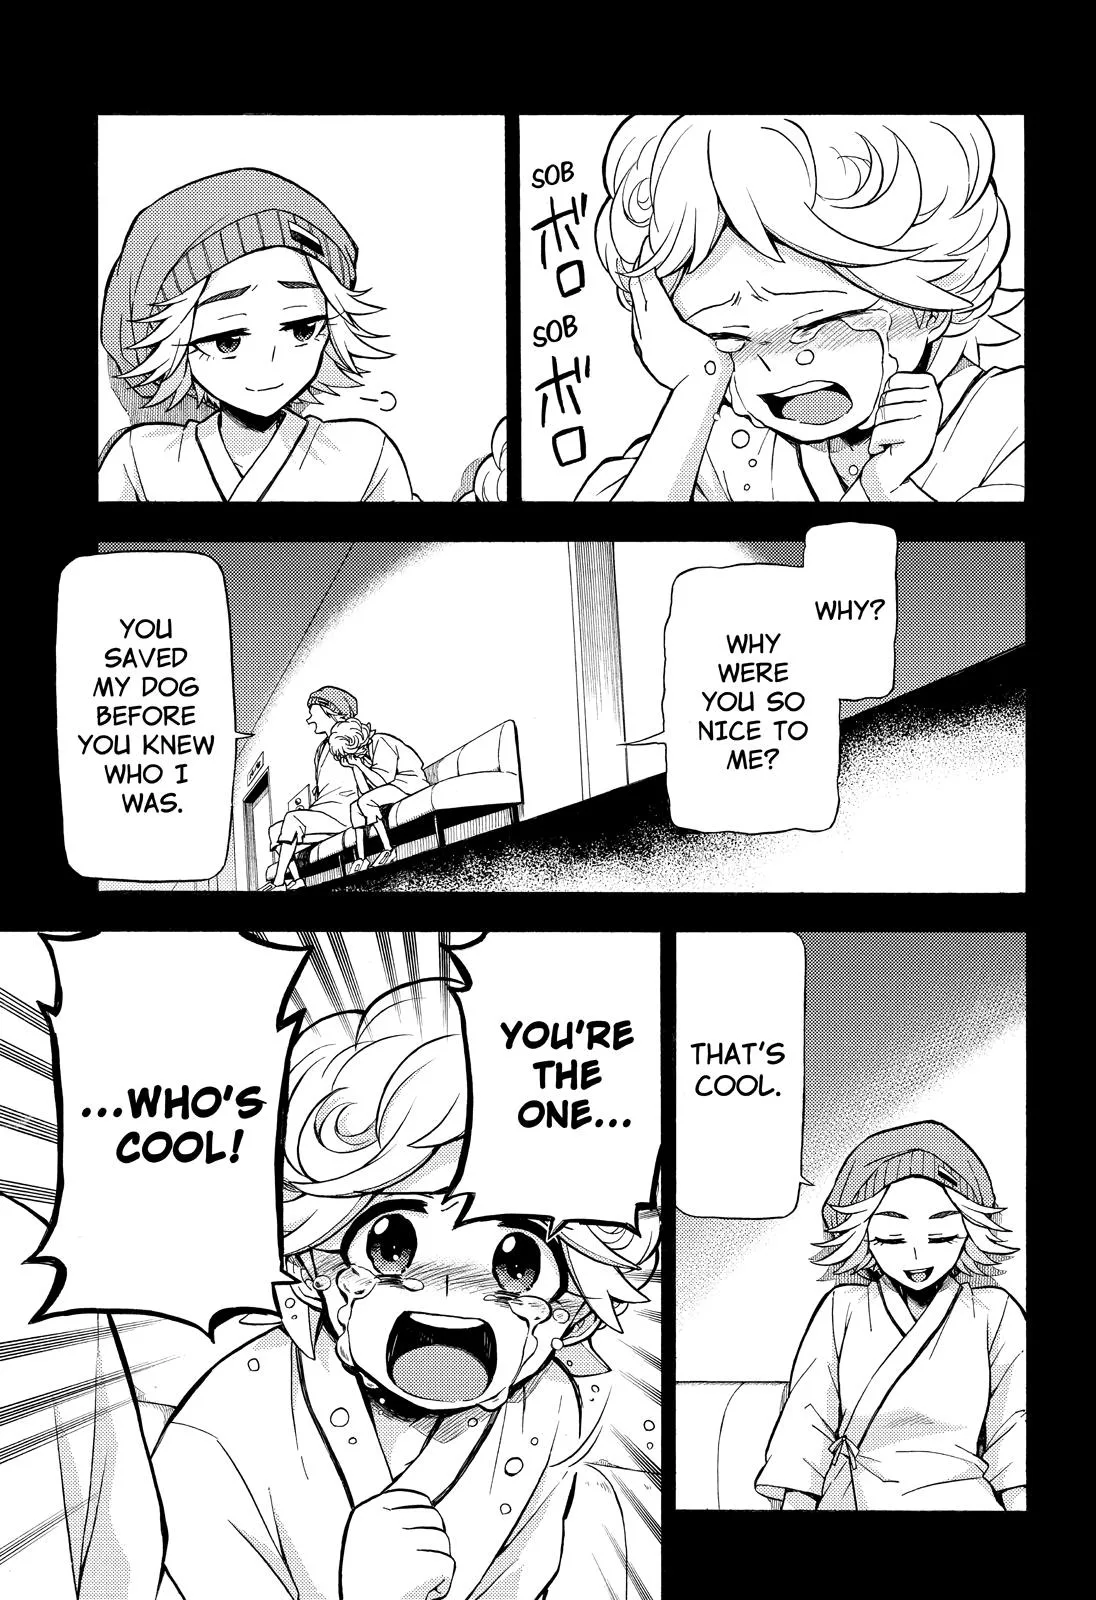 SOB
ボロ
SOB
ボロ
WHY?
WHY
WERE
YOU SO
NICE TO
ME?
YOU
SAVED
MY DOG
BEFORE
YOU KNEW
WHO I
WAS.
THAT'S
COOL.
YOU'RE
THE
ONE...
...WHO'S
COOL!